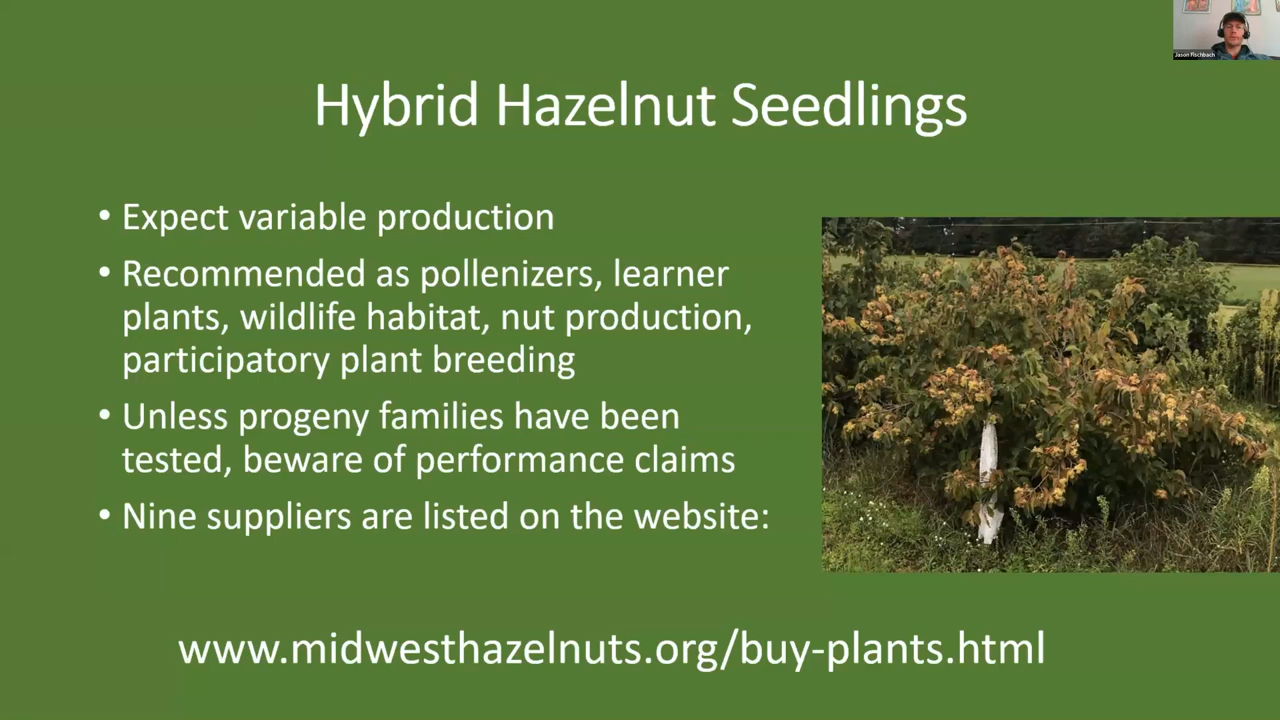 Jason Fischbach
Hybrid Hazelnut Seedlings
• Expect variable production
• Recommended as pollenizers, learner
plants, wildlife habitat, nut production,
participatory plant breeding
• Unless progeny families have been
tested, beware of performance claims
• Nine suppliers are listed on the website:
www.midwesthazelnuts.org/buy-plants.html